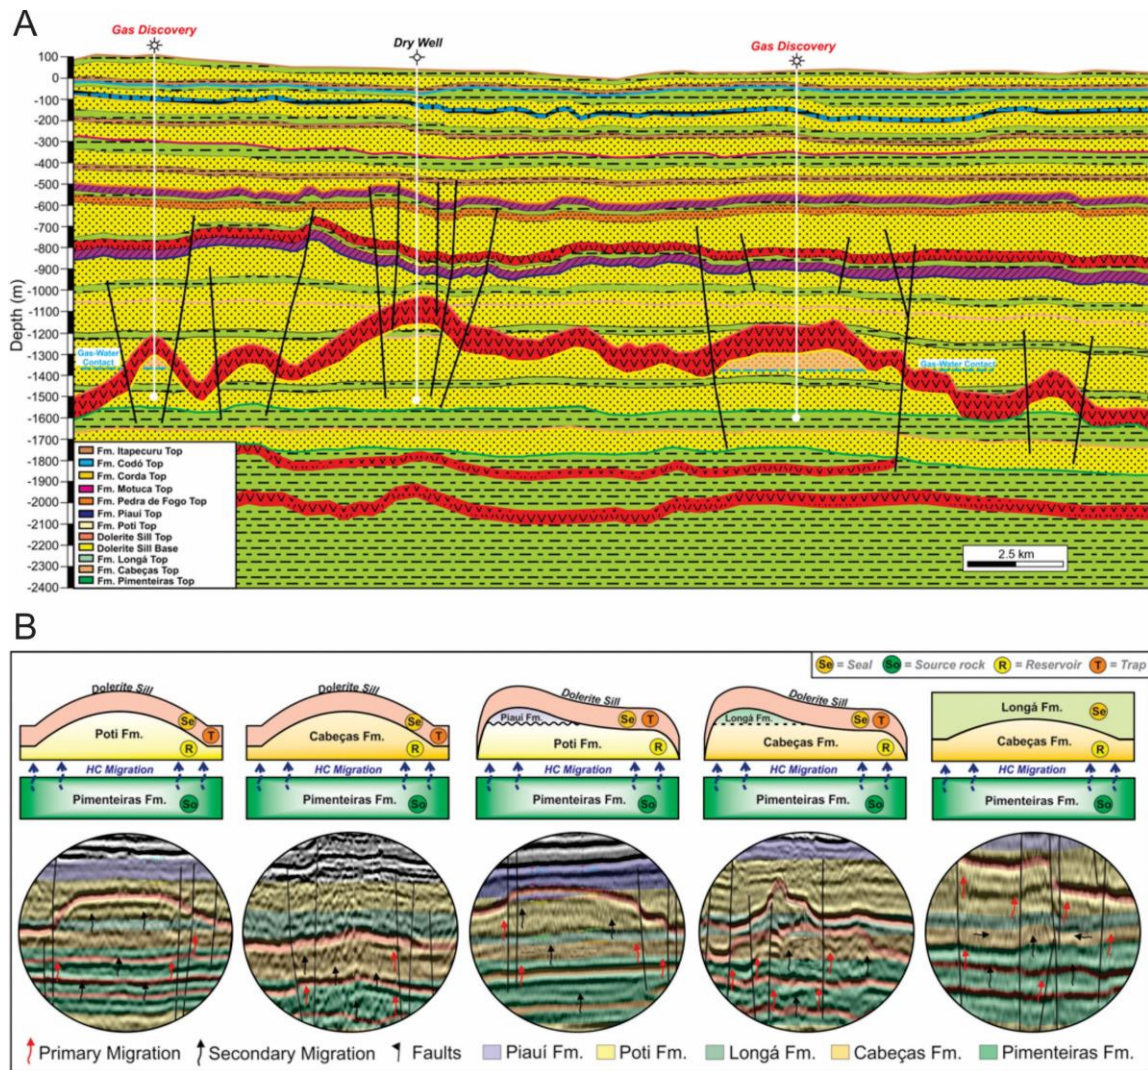 A
Gas Discovery
Dry Well
Gas Discovery
Depth (m)
100
0
-100
-200
-300
-400
-500
-600
-700
-800
-900
-1000
-1100
-1200
-1300
-1400
-1500
-1600
-1700
-1800
-1900
-2000
-2100
-2200
-2300
-2400
Gas-Water
Contact
Gas-Water
Contact
Fm. Itapecuru Top
Fm. Codó Top
Fm. Corda Top
Fm. Motuca Top
Fm. Pedra de Fogo Top
Fm. Piauí Top
Fm. Poti Top
Dolerite Sill Top
Dolerite Sill Base
Fm. Longá Top
Fm. Cabeças Top
Fm. Pimenteiras Top
2.5 km
B
Se = Seal So = Source rock R = Reservoir T = Trap
Dolerite Sill
Se
T
Poti Fm.
R
HC Migration
Pimenteiras Fm.
So
Dolerite Sill
Se
T
Cabeças Fm.
R
HC Migration
Pimenteiras Fm.
So
Dolerite Sill
Piauí Fm.
Se T
Poti Fm.
R
HC Migration
Pimenteiras Fm.
So
Dolerite Sill
Longá Fm.
Se T
Cabeças Fm.
R
HC Migration
Pimenteiras Fm.
So
Longá Fm.
Se
Cabeças Fm.
R
HC Migration
Pimenteiras Fm.
So
Primary Migration Secondary Migration Faults Piauí Fm. Poti Fm. Longá Fm. Cabeças Fm. Pimenteiras Fm.